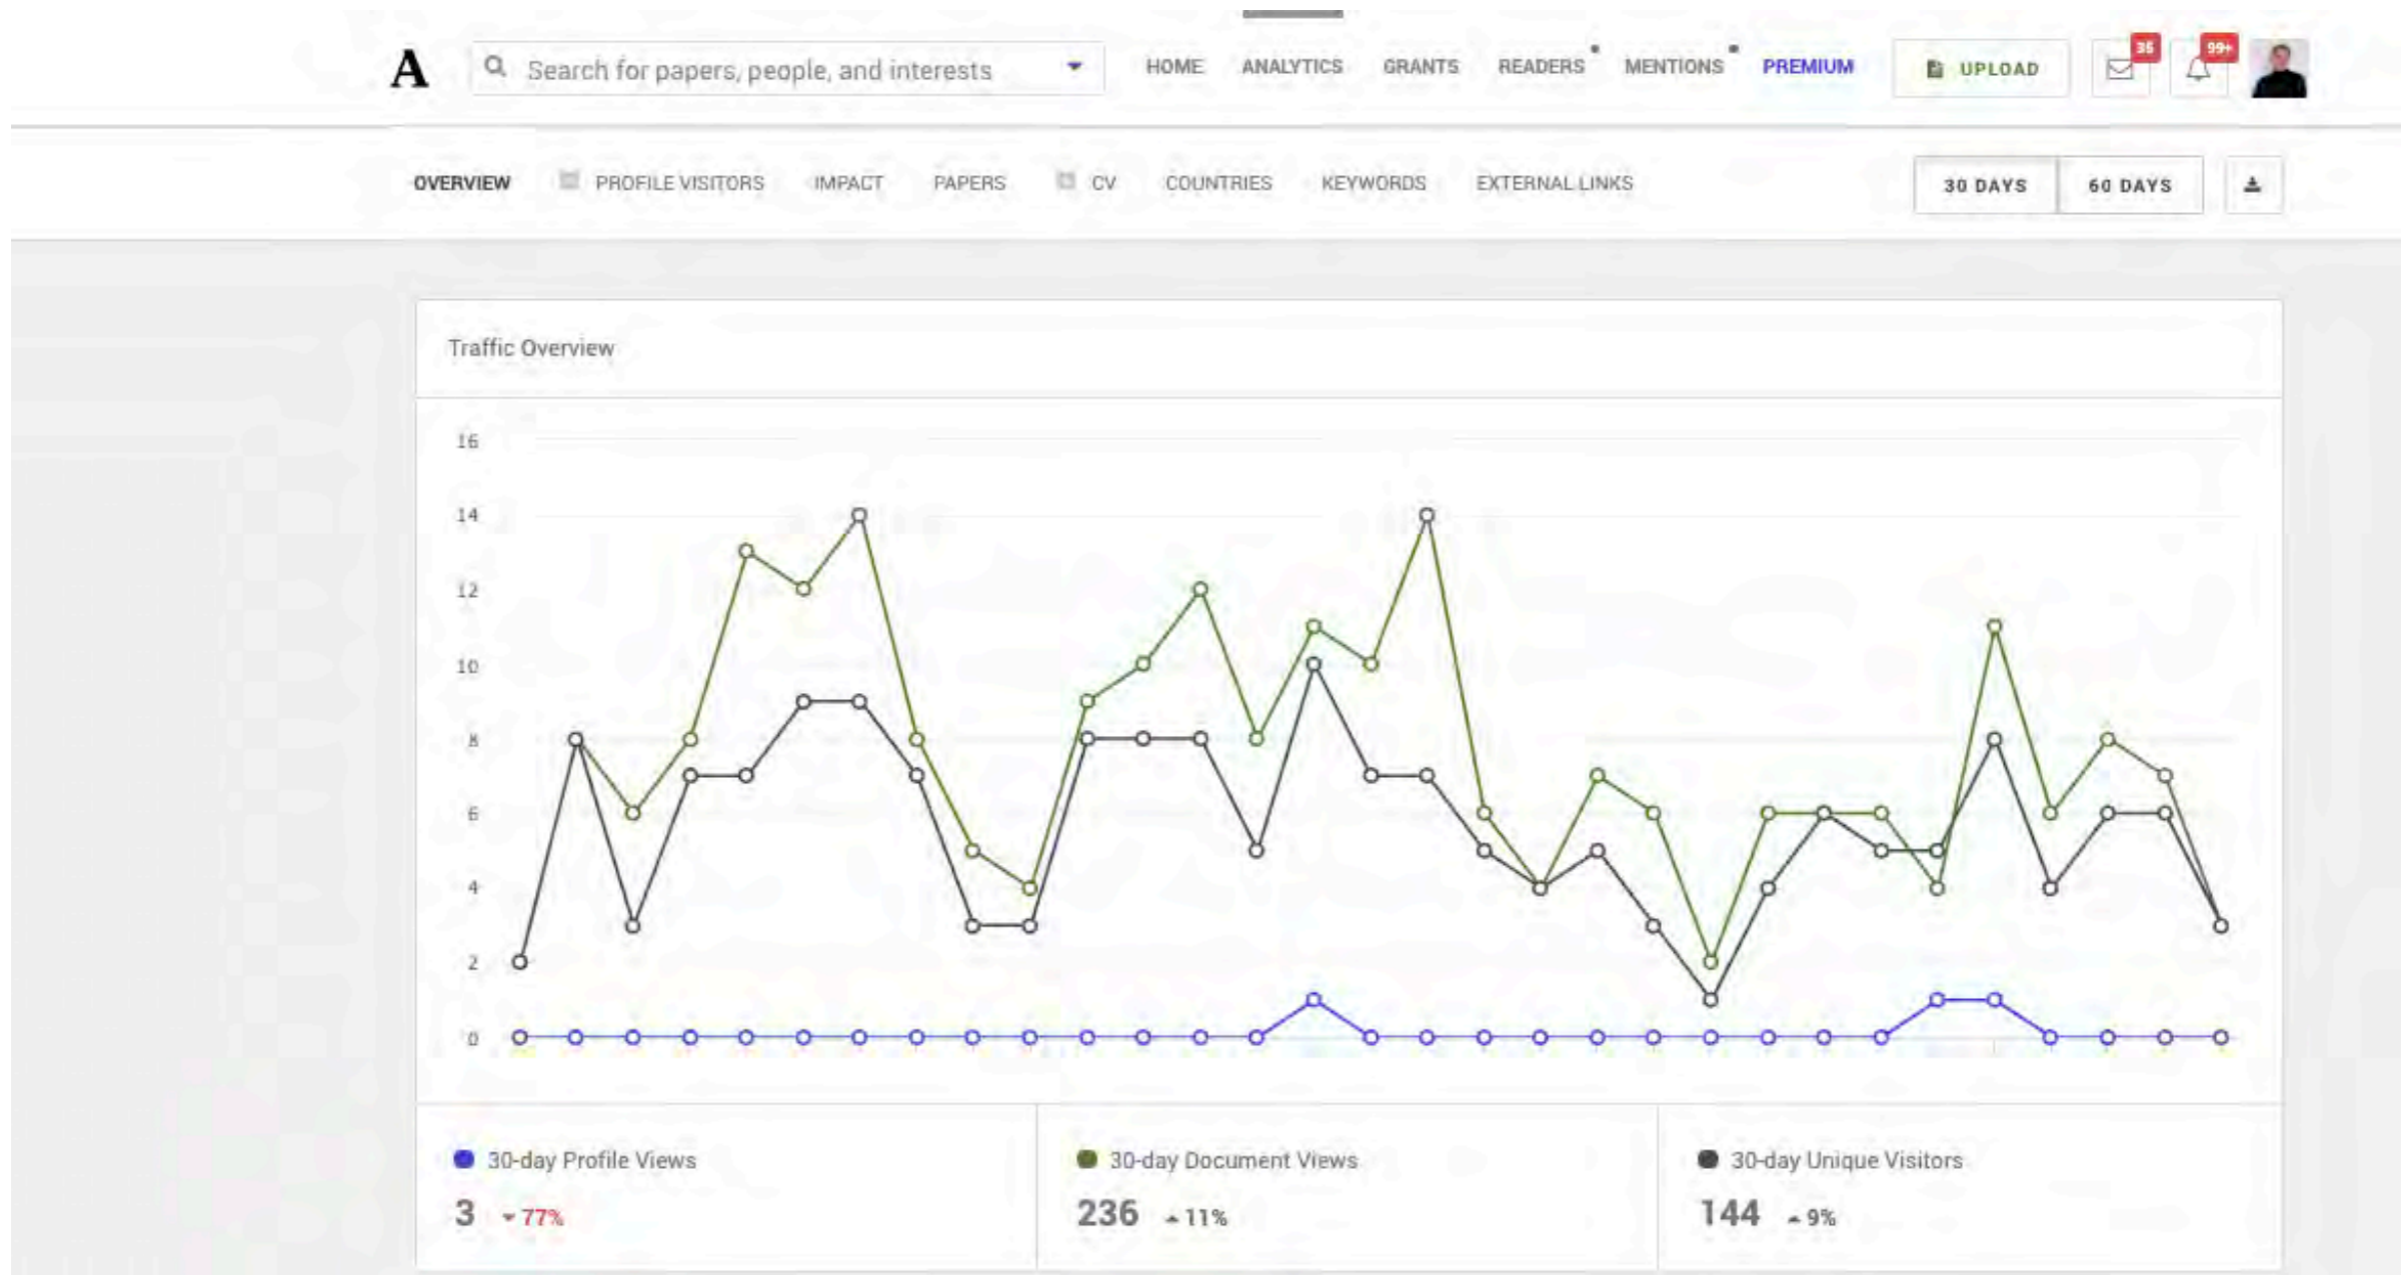 A Search for papers, people, and interests HOME ANALYTICS GRANTS READERS MENTIONS PREMIUM UPLOAD 36 99+
OVERVIEW PROFILE VISITORS IMPACT PAPERS CV COUNTRIES KEYWORDS EXTERNAL LINKS 30 DAYS 60 DAYS
Traffic Overview
16
14
12
10
8
6
4
2
0
30-day Profile Views
3 77%
30-day Document Views
236 11%
30-day Unique Visitors
144 9%